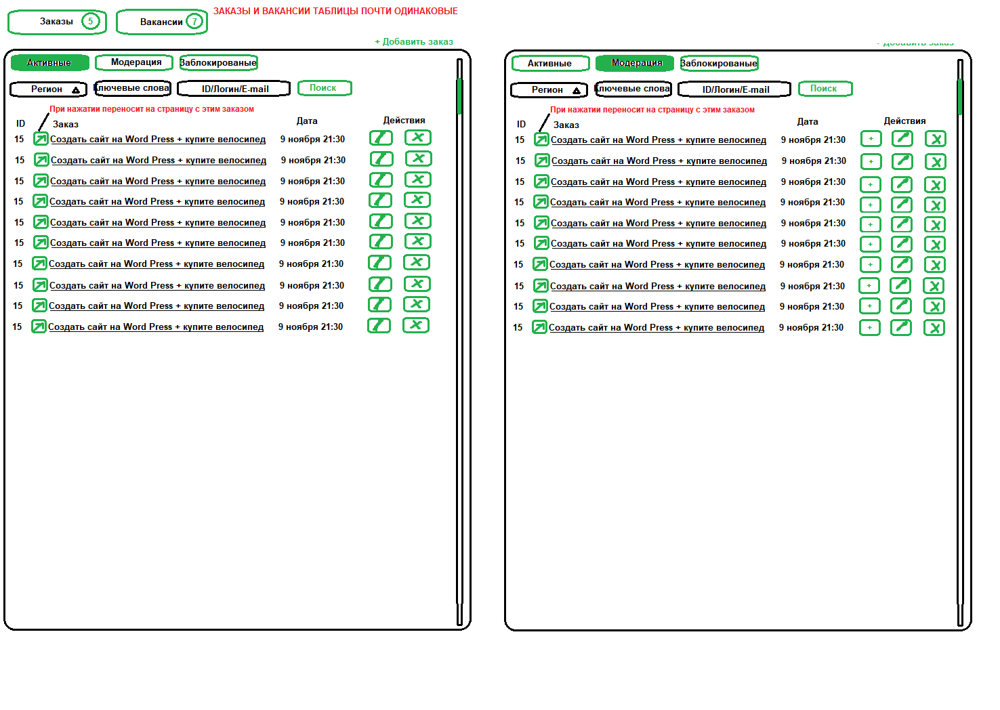 ЗАКАЗЫ И ВАКАНСИИ ТАБЛИЦЫ ПОЧТИ ОДИНАКОВЫЕ
Заказы 5
Вакансии 7
+ Добавить заказ
Активные Модерация Заблокированые
Регион Ключевые слова ID/Логин/E-mail Поиск
При нажатии переносит на страницу с этим заказом
ID Заказ Дата Действия
15 Создать сайт на Word Press + купите велосипед 9 ноября 21:30
15 Создать сайт на Word Press + купите велосипед 9 ноября 21:30
15 Создать сайт на Word Press + купите велосипед 9 ноября 21:30
15 Создать сайт на Word Press + купите велосипед 9 ноября 21:30
15 Создать сайт на Word Press + купите велосипед 9 ноября 21:30
15 Создать сайт на Word Press + купите велосипед 9 ноября 21:30
15 Создать сайт на Word Press + купите велосипед 9 ноября 21:30
15 Создать сайт на Word Press + купите велосипед 9 ноября 21:30
15 Создать сайт на Word Press + купите велосипед 9 ноября 21:30
15 Создать сайт на Word Press + купите велосипед 9 ноября 21:30
+ Добавить заказ
Активные Модерация Заблокированые
Регион Ключевые слова ID/Логин/E-mail Поиск
При нажатии переносит на страницу с этим заказом
ID Заказ Дата Действия
15 Создать сайт на Word Press + купите велосипед 9 ноября 21:30 +
15 Создать сайт на Word Press + купите велосипед 9 ноября 21:30 +
15 Создать сайт на Word Press + купите велосипед 9 ноября 21:30 +
15 Создать сайт на Word Press + купите велосипед 9 ноября 21:30 +
15 Создать сайт на Word Press + купите велосипед 9 ноября 21:30 +
15 Создать сайт на Word Press + купите велосипед 9 ноября 21:30 +
15 Создать сайт на Word Press + купите велосипед 9 ноября 21:30 +
15 Создать сайт на Word Press + купите велосипед 9 ноября 21:30 +
15 Создать сайт на Word Press + купите велосипед 9 ноября 21:30 +
15 Создать сайт на Word Press + купите велосипед 9 ноября 21:30 +